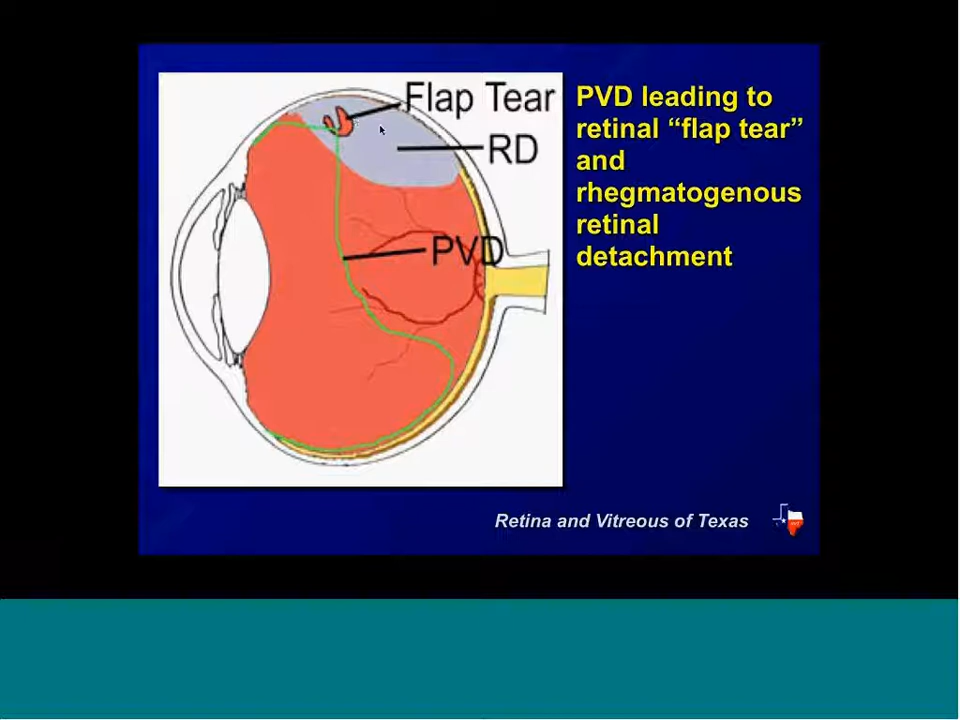 Flap Tear
RD
PVD
PVD leading to
retinal “flap tear”
and
rhegmatogenous
retinal
detachment
Retina and Vitreous of Texas